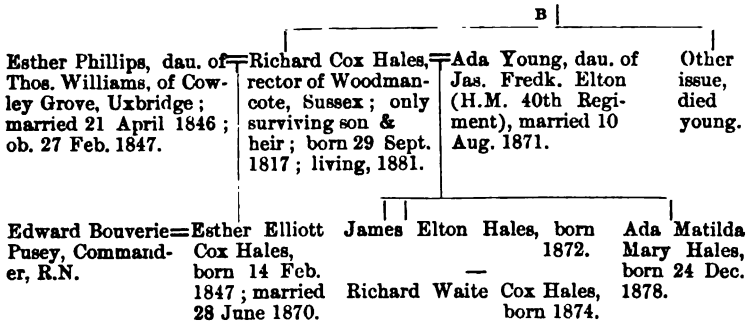 B
Esther Phillips, dau. of
Thos. Williams, of Cow-
ley Grove, Uxbridge ;
married 21 April 1846 ;
ob. 27 Feb. 1847.
Richard Cox Hales,
rector of Woodman-
cote, Sussex ; only
surviving son &
heir ; born 29 Sept.
1817 ; living, 1881.
Ada Young, dau. of
Jas. Fredk. Elton
(H.M. 40th Regi-
ment), married 10
Aug. 1871.
Other
issue,
died
young.
Edward Bouverie=
Pusey, Command-
er, R.N.
Esther Elliott
Cox Hales,
born 14 Feb.
1847 ; married
28 June 1870.
James Elton Hales, born
1872.
—
Richard Waite Cox Hales,
born 1874.
Ada Matilda
Mary Hales,
born 24 Dec.
1878.